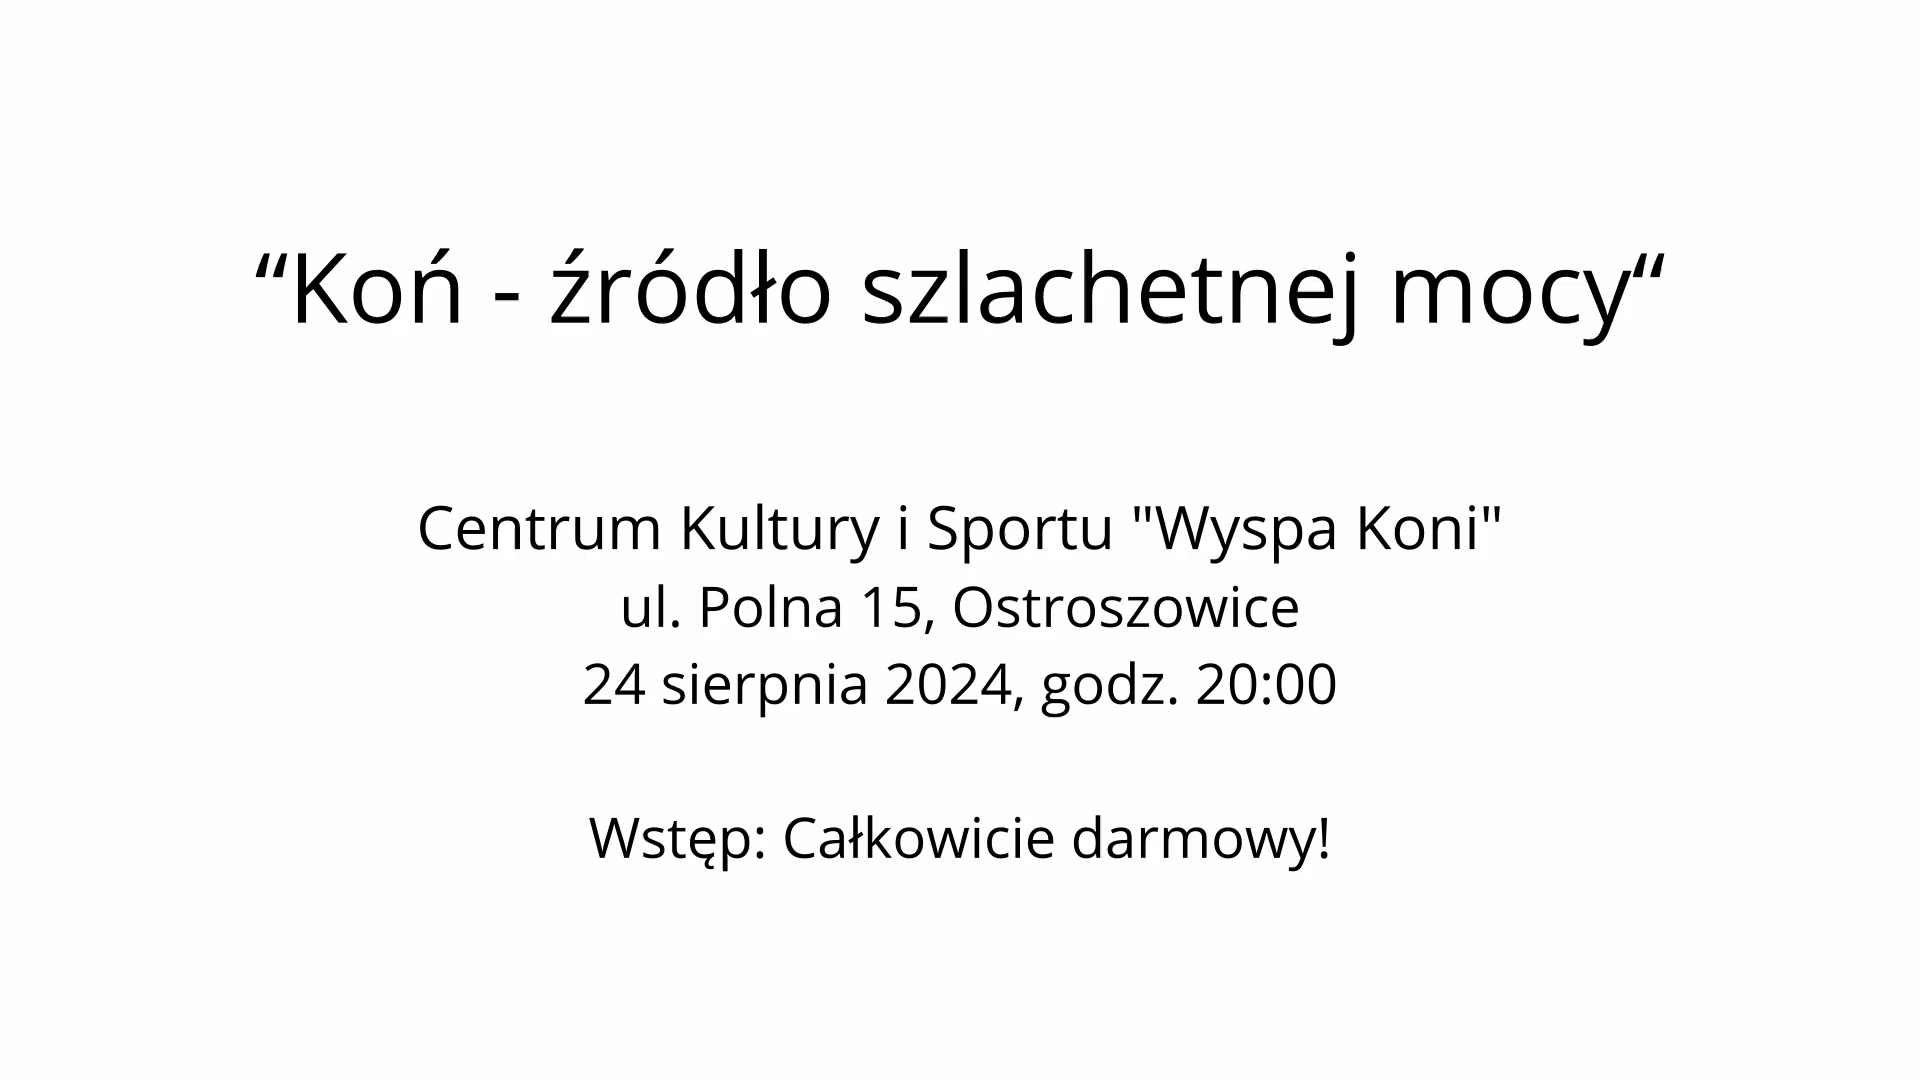 “Koń - źródło szlachetnej mocy“
Centrum Kultury i Sportu "Wyspa Koni"
ul. Polna 15, Ostroszowice
24 sierpnia 2024, godz. 20:00
Wstęp: Całkowicie darmowy!